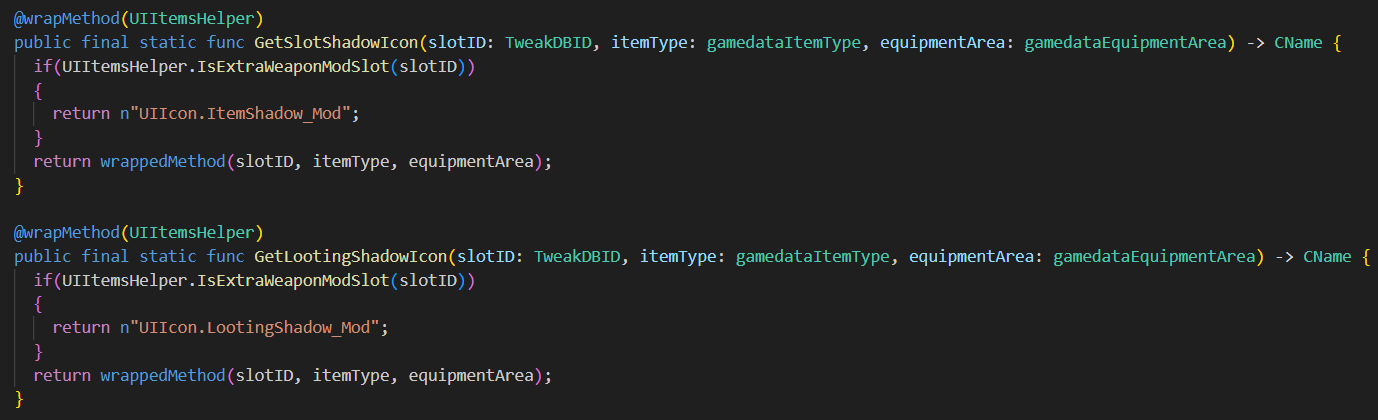 @wrapMethod(UIItemsHelper)
public final static func GetSlotShadowIcon(slotID: TweakDBID, itemType: gamedataItemType, equipmentArea: gamedataEquipmentArea) -> CName {
  if(UIItemsHelper.IsExtraWeaponModSlot(slotID))
  {
    return n"UIIcon.ItemShadow_Mod";
  }
  return wrappedMethod(slotID, itemType, equipmentArea);
}

@wrapMethod(UIItemsHelper)
public final static func GetLootingShadowIcon(slotID: TweakDBID, itemType: gamedataItemType, equipmentArea: gamedataEquipmentArea) -> CName {
  if(UIItemsHelper.IsExtraWeaponModSlot(slotID))
  {
    return n"UIIcon.LootingShadow_Mod";
  }
  return wrappedMethod(slotID, itemType, equipmentArea);
}